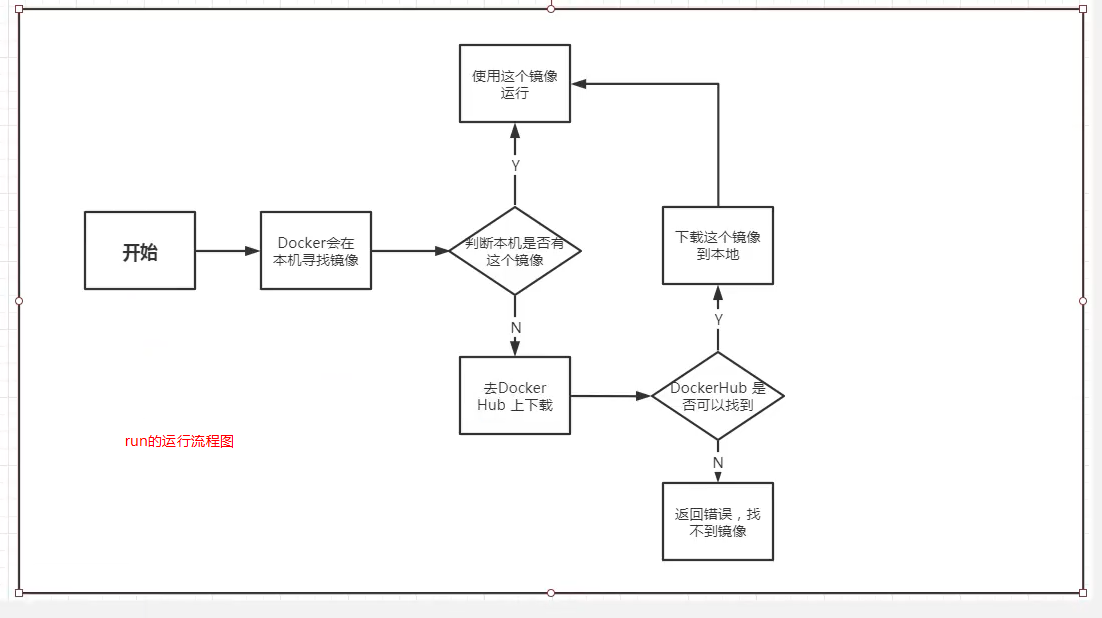 使用这个镜像
运行
Y
开始
Docker会在
本机寻找镜像
判断本机是否有
这个镜像
下载这个镜像
到本地
N
Y
去Docker
Hub 上下载
DockerHub 是
否可以找到
run的运行流程图
N
返回错误，找
不到镜像